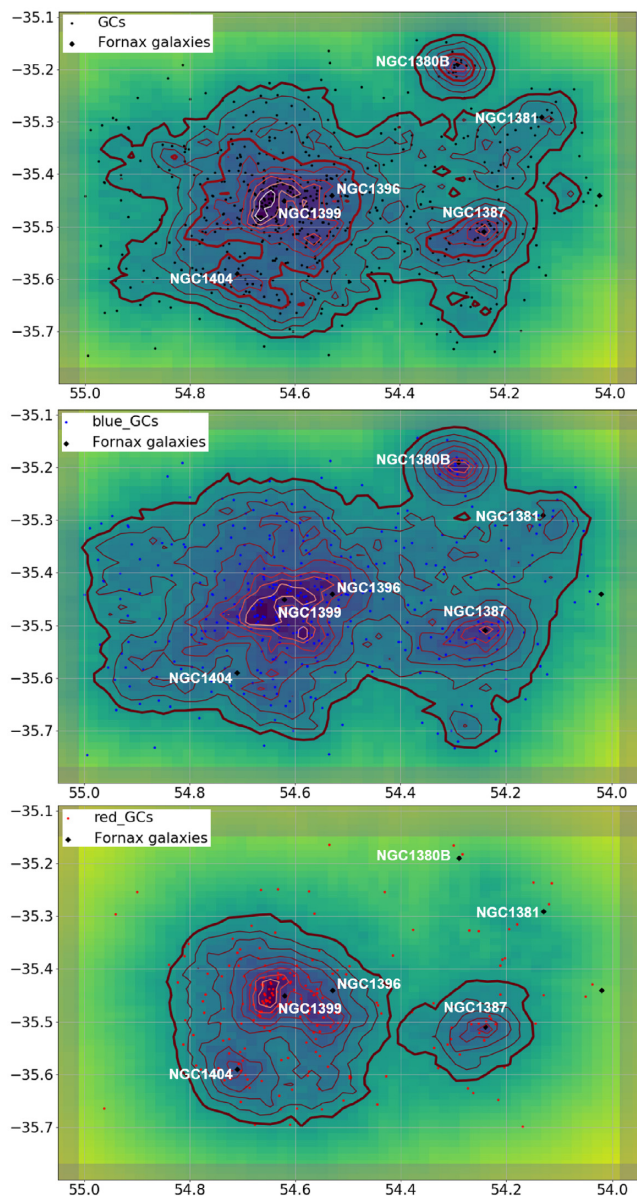 −35.1
GCs
Fornax galaxies
NGC1380B
−35.2
NGC1381
−35.3
−35.4
NGC1396
NGC1399
NGC1387
−35.5
NGC1404
−35.6
−35.7
55.0 54.8 54.6 54.4 54.2 54.0
−35.1
blue_GCs
Fornax galaxies
NGC1380B
−35.2
NGC1381
−35.3
−35.4
NGC1396
NGC1399
NGC1387
−35.5
NGC1404
−35.6
−35.7
55.0 54.8 54.6 54.4 54.2 54.0
−35.1
red_GCs
Fornax galaxies
NGC1380B
−35.2
NGC1381
−35.3
−35.4
NGC1396
NGC1399
NGC1387
−35.5
NGC1404
−35.6
−35.7
55.0 54.8 54.6 54.4 54.2 54.0